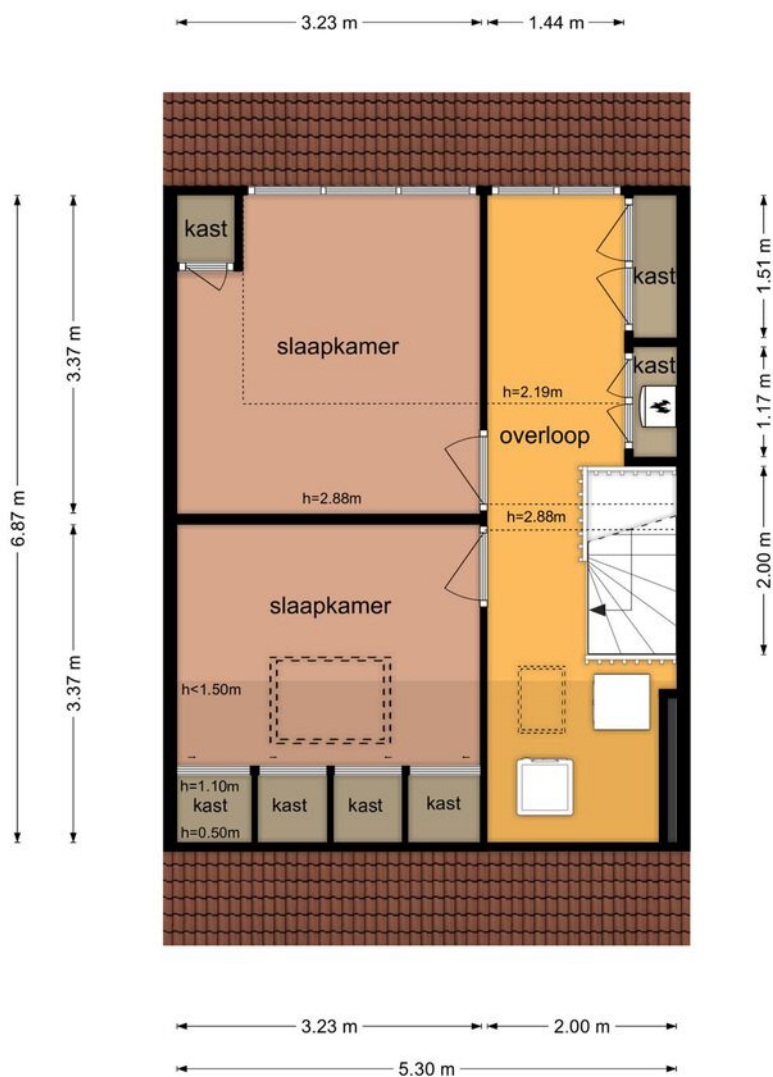 3.23 m
1.44 m
kast
kast
1.51 m
slaapkamer
3.37 m
kast
1.17 m
h=2.19m
overloop
h=2.88m
h=2.88m
6.87 m
2.00 m
slaapkamer
h<1.50m
3.37 m
h=1.10m
kast
kast
kast
kast
h=0.50m
3.23 m
2.00 m
5.30 m